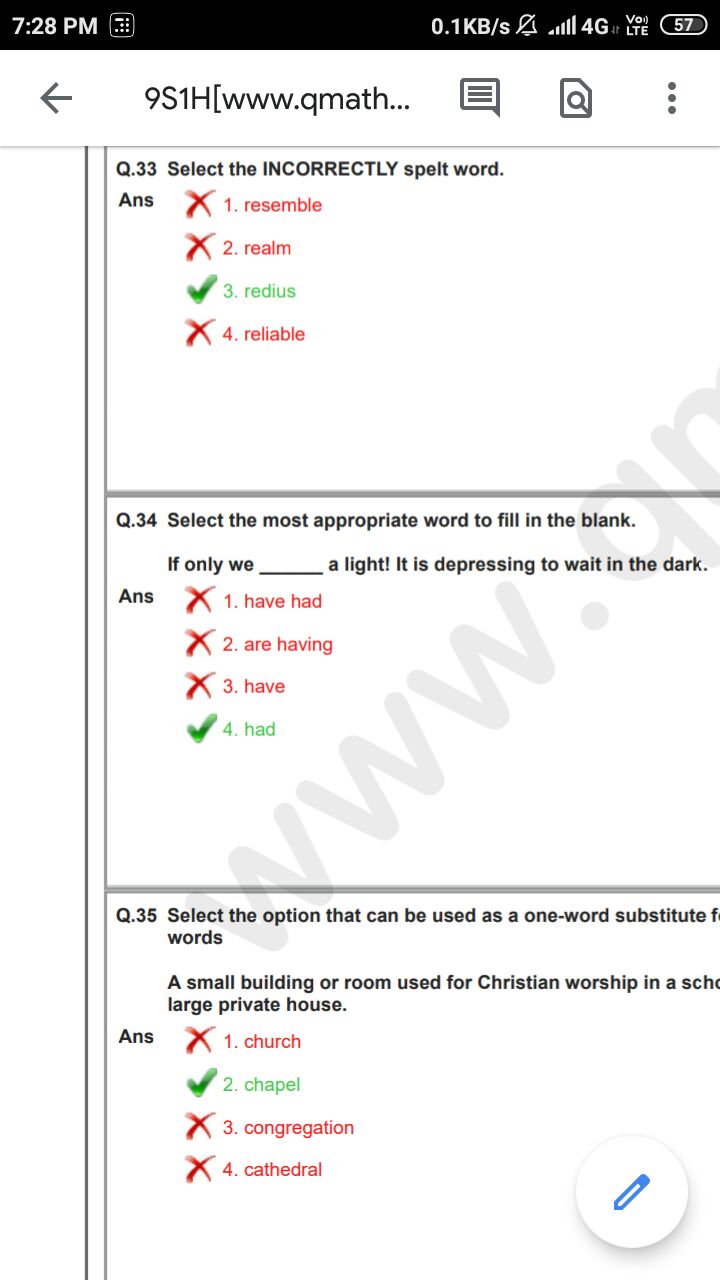 7:28 PM 0.1KB/s 4G Vo)) LTE 57
9S1H[www.qmath...
Q.33 Select the INCORRECTLY spelt word.
Ans 1. resemble
2. realm
3. redius
4. reliable
Q.34 Select the most appropriate word to fill in the blank.
If only we ______ a light! It is depressing to wait in the dark.
Ans 1. have had
2. are having
3. have
4. had
Q.35 Select the option that can be used as a one-word substitute
words
A small building or room used for Christian worship in a
large private house.
Ans 1. church
2. chapel
3. congregation
4. cathedral
www.